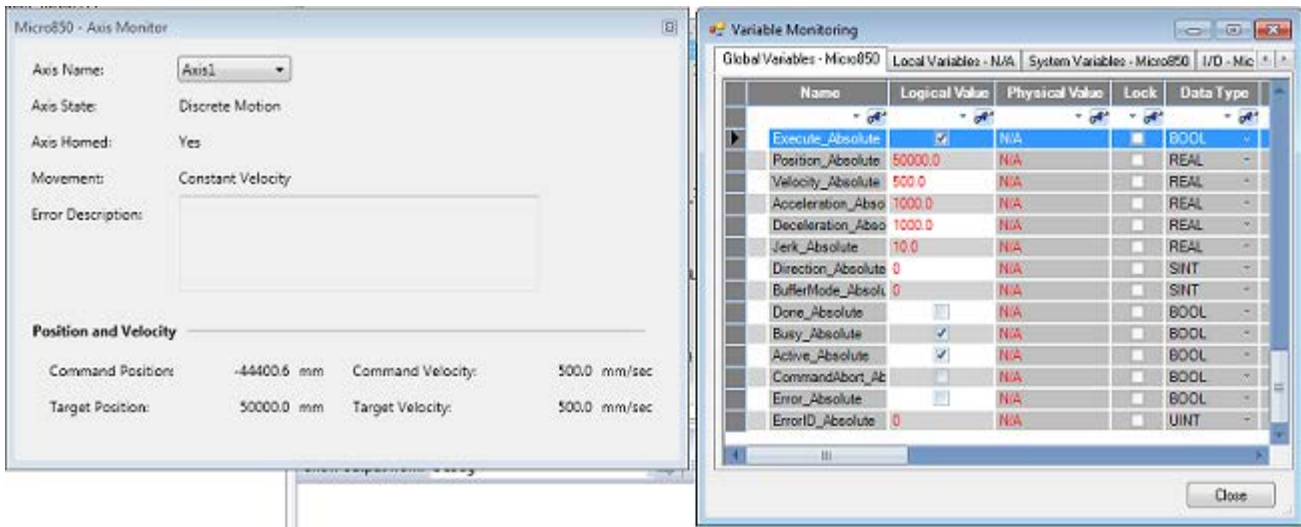 Micro850 - Axis Monitor
Axis Name: Axis1
Axis State: Discrete Motion
Axis Homed: Yes
Movement: Constant Velocity
Error Description:
Position and Velocity
Command Position: -44400.6 mm Command Velocity: 500.0 mm/sec
Target Position: 50000.0 mm Target Velocity: 500.0 mm/sec
Variable Monitoring
Global Variables - Micro850 Local Variables - N/A System Variables - Micro850 I/O - Mic
Name Logical Value Physical Value Lock Data Type
Execute_Absolute N/A BOOL
Position_Absolute 50000.0 N/A REAL
Velocity_Absolute 500.0 N/A REAL
Acceleration_Abso 1000.0 N/A REAL
Deceleration_Abso 1000.0 N/A REAL
Jerk_Absolute 10.0 N/A REAL
Direction_Absolute 0 N/A SINT
BufferMode_Absolu 0 N/A SINT
Done_Absolute N/A BOOL
Busy_Absolute N/A BOOL
Active_Absolute N/A BOOL
CommandAbort_Ab N/A BOOL
Error_Absolute N/A BOOL
ErrorID_Absolute 0 N/A UINT
Close